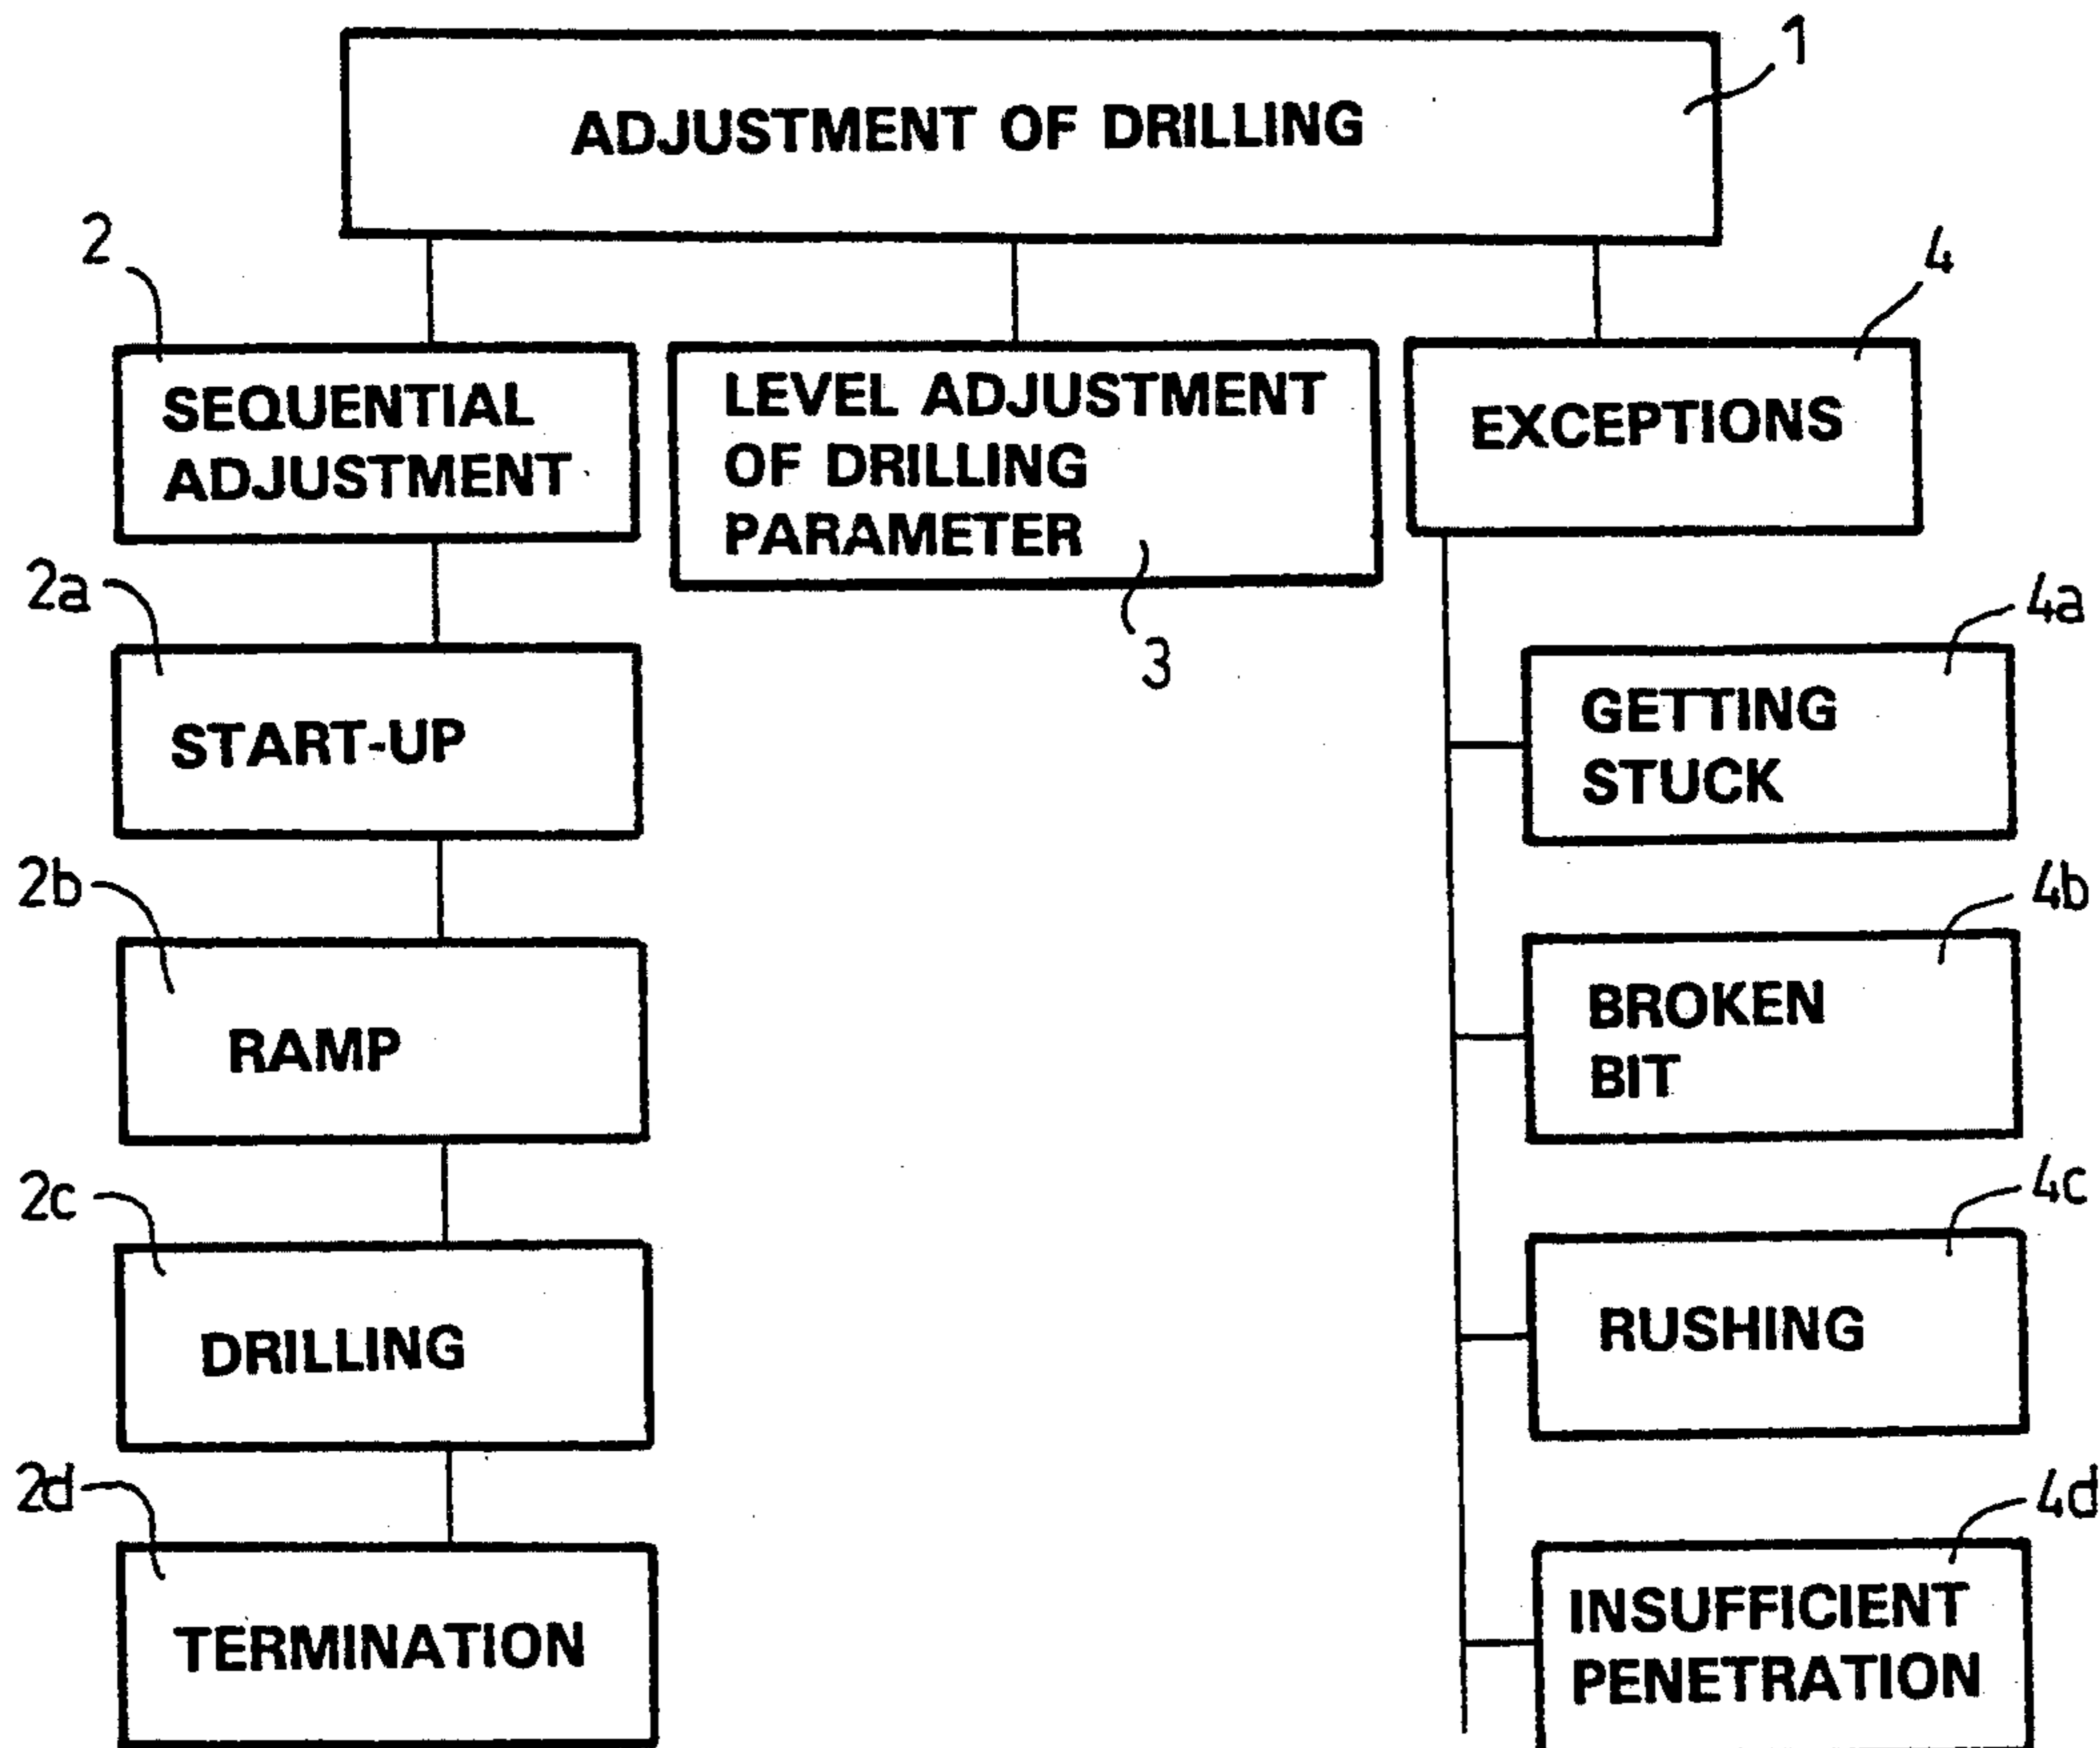 1
ADJUSTMENT OF DRILLING
2
4
SEQUENTIAL
ADJUSTMENT
LEVEL ADJUSTMENT
OF DRILLING
PARAMETER
3
EXCEPTIONS
2a
START-UP
4a
GETTING
STUCK
2b
RAMP
4b
BROKEN
BIT
2c
DRILLING
4c
RUSHING
2d
TERMINATION
4d
INSUFFICIENT
PENETRATION